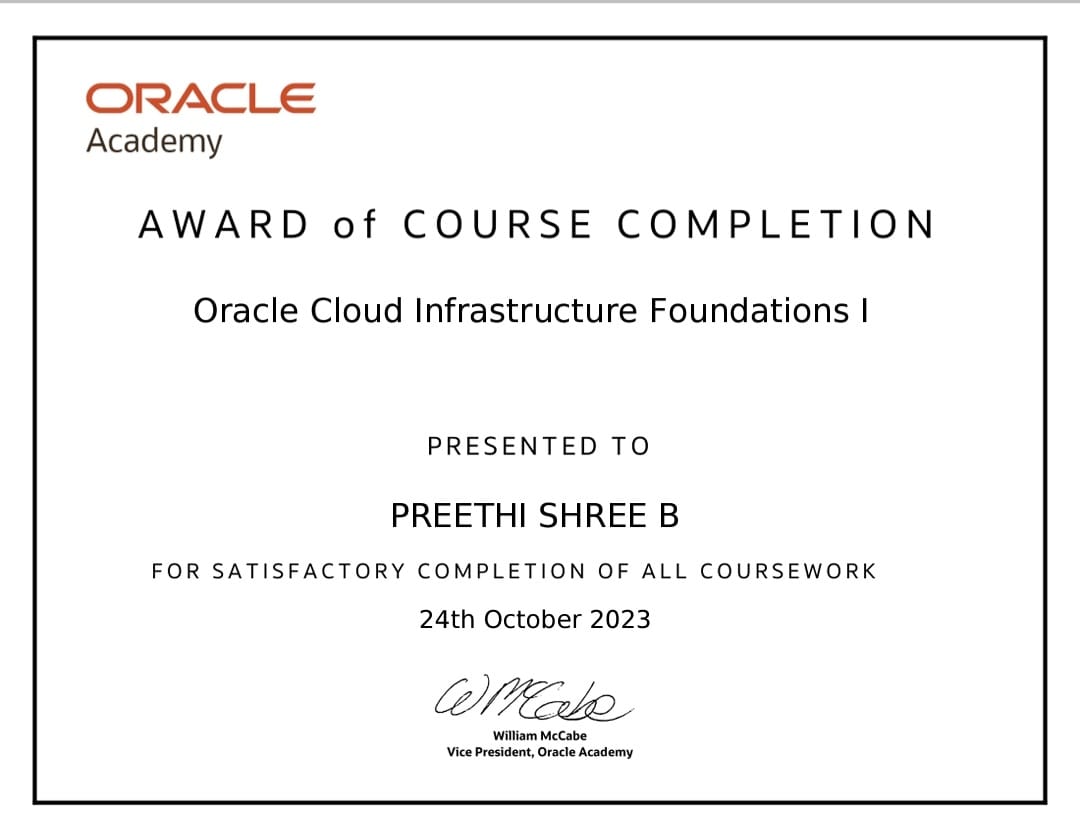 ORACLE
Academy
AWARD of COURSE COMPLETION
Oracle Cloud Infrastructure Foundations I
PRESENTED TO
PREETHI SHREE B
FOR SATISFACTORY COMPLETION OF ALL COURSEWORK
24th October 2023
WMCabe
William McCabe
Vice President, Oracle Academy